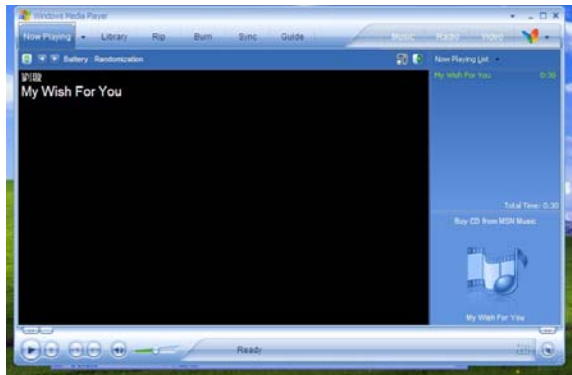 Windows Media Player
Now Playing Library Rip Burn Sync Guide Music Radio Video
Battery: Randomization
Now Playing List
My Wish For You
My Wish For You 0:30
Total Time: 0:30
Buy CD from MSN Music
My Wish For You
Ready